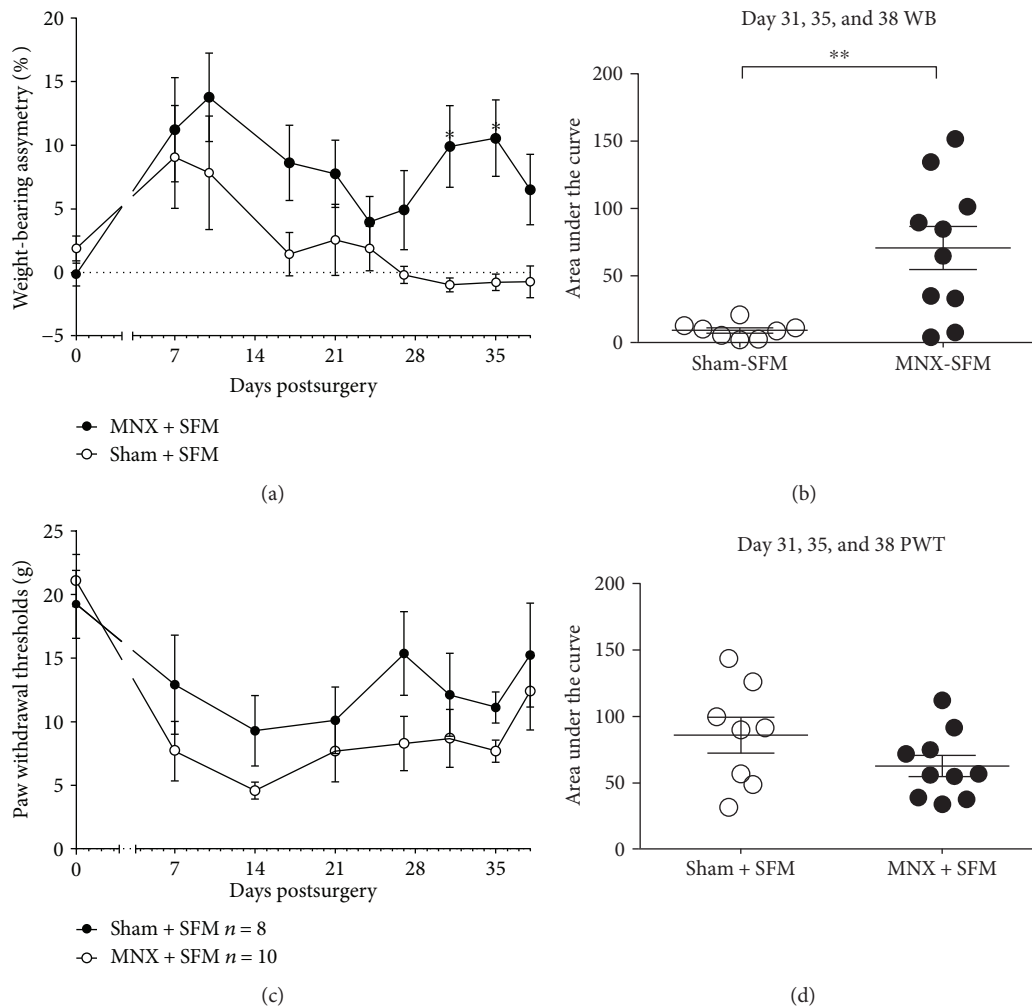 20
15
10
5
0
−5
Weight-bearing assymetry (%)
*
*
0
7
14
21
28
35
Days postsurgery
MNX + SFM
Sham + SFM
(a)
Day 31, 35, and 38 WB
**
200
150
100
50
0
Area under the curve
Sham-SFM
MNX-SFM
(b)
25
20
15
10
5
0
Paw withdrawal thresholds (g)
0
7
14
21
28
35
Days postsurgery
Sham + SFM n = 8
MNX + SFM n = 10
(c)
Day 31, 35, and 38 PWT
200
150
100
50
0
Area under the curve
Sham + SFM
MNX + SFM
(d)